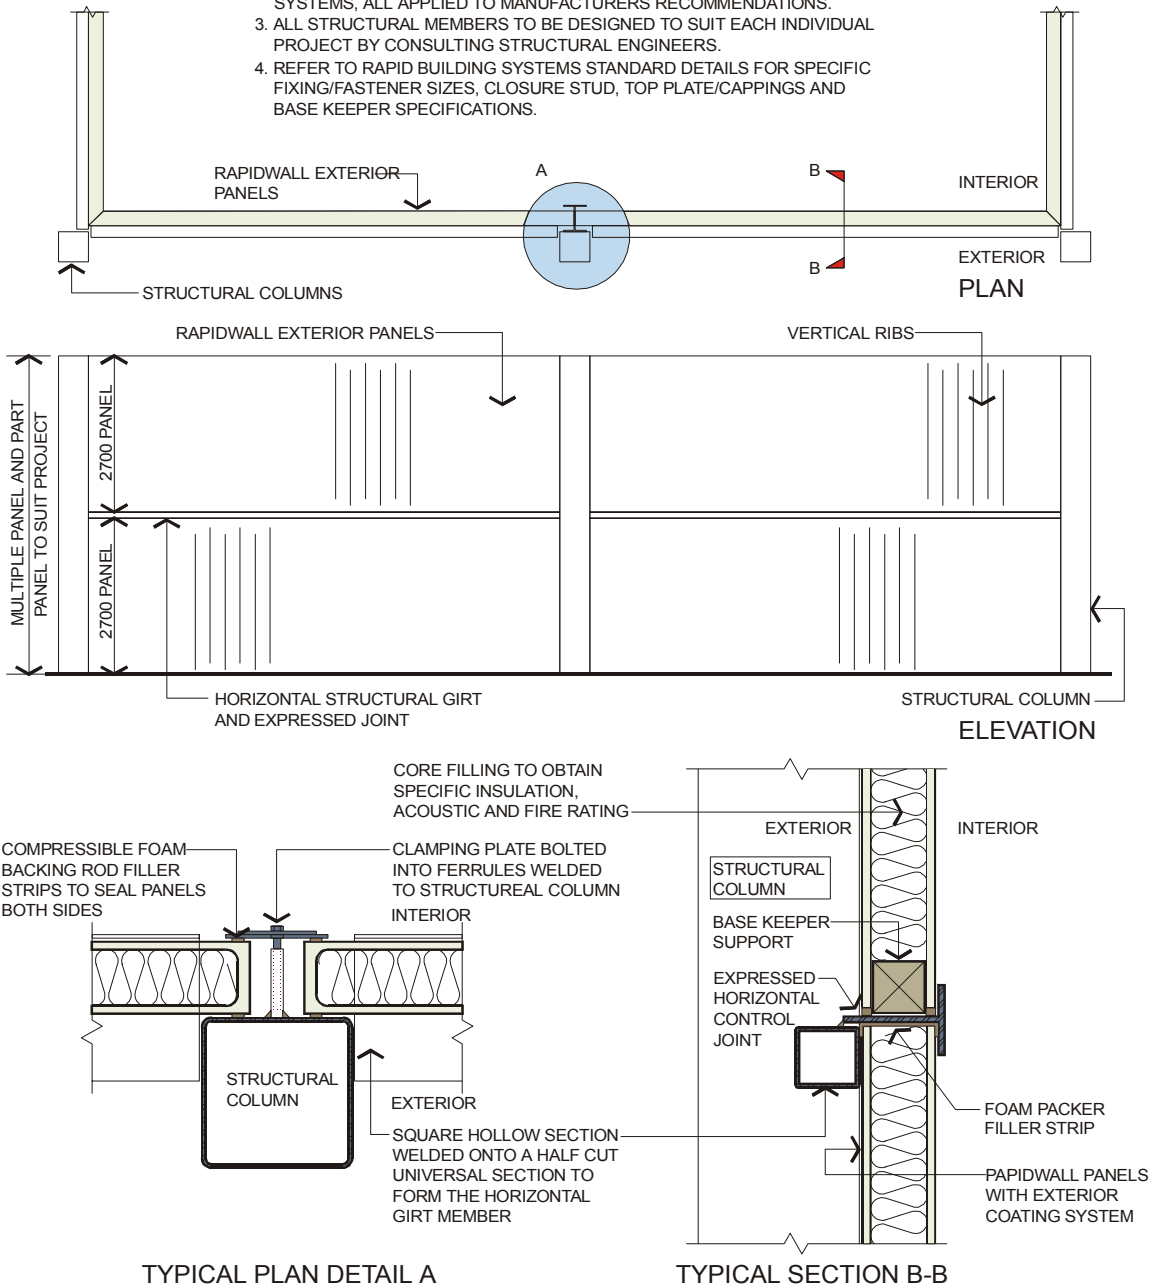 SYSTEMS, ALL APPLIED TO MANUFACTURERS RECOMMENDATIONS.
3. ALL STRUCTURAL MEMBERS TO BE DESIGNED TO SUIT EACH INDIVIDUAL
PROJECT BY CONSULTING STRUCTURAL ENGINEERS.
4. REFER TO RAPID BUILDING SYSTEMS STANDARD DETAILS FOR SPECIFIC
FIXING/FASTENER SIZES, CLOSURE STUD, TOP PLATE/CAPPINGS AND
BASE KEEPER SPECIFICATIONS.
RAPIDWALL EXTERIOR
PANELS
A
B
B
INTERIOR
EXTERIOR
PLAN
STRUCTURAL COLUMNS
RAPIDWALL EXTERIOR PANELS
VERTICAL RIBS
MULTIPLE PANEL AND PART
PANEL TO SUIT PROJECT
2700 PANEL
2700 PANEL
HORIZONTAL STRUCTURAL GIRT
AND EXPRESSED JOINT
STRUCTURAL COLUMN
ELEVATION
COMPRESSIBLE FOAM
BACKING ROD FILLER
STRIPS TO SEAL PANELS
BOTH SIDES
CORE FILLING TO OBTAIN
SPECIFIC INSULATION,
ACOUSTIC AND FIRE RATING
CLAMPING PLATE BOLTED
INTO FERRULES WELDED
TO STRUCTUREAL COLUMN
INTERIOR
STRUCTURAL
COLUMN
EXTERIOR
SQUARE HOLLOW SECTION
WELDED ONTO A HALF CUT
UNIVERSAL SECTION TO
FORM THE HORIZONTAL
GIRT MEMBER
TYPICAL PLAN DETAIL A
EXTERIOR
INTERIOR
STRUCTURAL
COLUMN
BASE KEEPER
SUPPORT
EXPRESSED
HORIZONTAL
CONTROL
JOINT
FOAM PACKER
FILLER STRIP
PAPIDWALL PANELS
WITH EXTERIOR
COATING SYSTEM
TYPICAL SECTION B-B